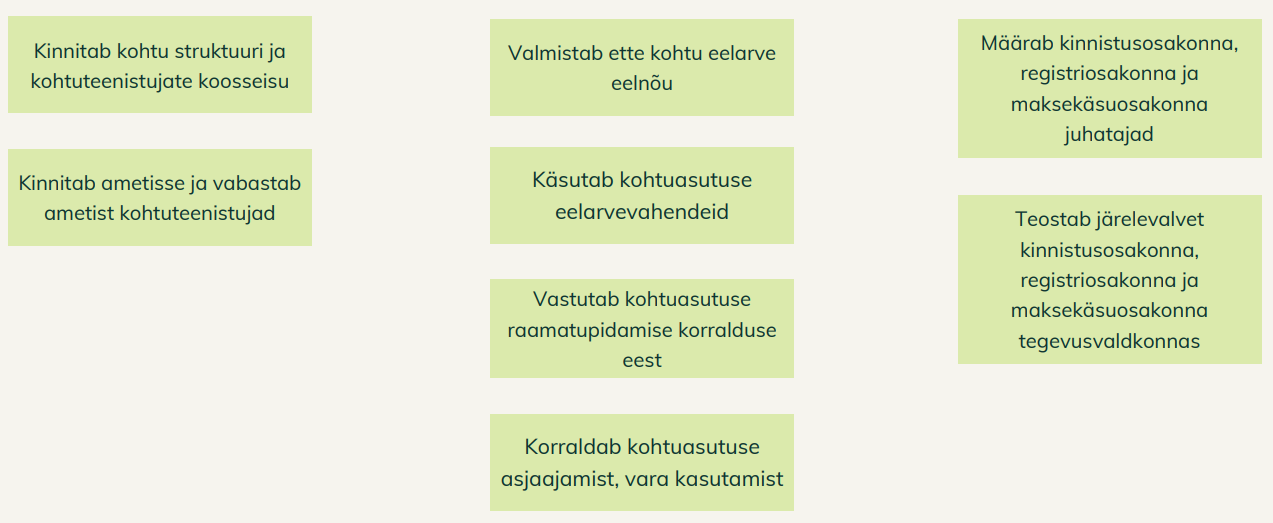 Kinnitab kohtu struktuuri ja
kohtuteenistujate koosseisu
Kinnitab ametisse ja vabastab
ametist kohtuteenistujad
Valmistab ette kohtu eelarve
eelnõu
Käsutab kohtuasutuse
eelarvevahendeid
Vastutab kohtuasutuse
raamatupidamise korralduse
eest
Korraldab kohtuasutuse
asjaajamist, vara kasutamist
Määrab kinnistusosakonna,
registriosakonna ja
maksekäsuosakonna
juhatajad
Teostab järelevalvet
kinnistusosakonna,
registriosakonna ja
maksekäsuosakonna
tegevusvaldkonnas